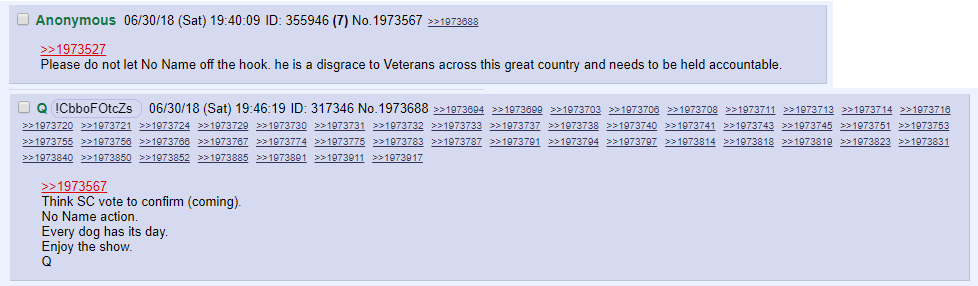 Anonymous 06/30/18 (Sat) 19:40:09 ID: 355946 (7) No.1973567 >>1973688
>>1973527
Please do not let No Name off the hook. he is a disgrace to Veterans across this great country and needs to be held accountable.
Q !CbboFOtcZs 06/30/18 (Sat) 19:46:19 ID: 317346 No.1973688 >>1973694 >>1973699 >>1973703 >>1973706 >>1973708 >>1973711 >>1973713 >>1973714 >>1973716
>>1973720 >>1973721 >>1973724 >>1973729 >>1973730 >>1973731 >>1973732 >>1973733 >>1973737 >>1973738 >>1973740 >>1973741 >>1973743 >>1973745 >>1973751 >>1973753
>>1973755 >>1973756 >>1973766 >>1973767 >>1973774 >>1973775 >>1973783 >>1973787 >>1973791 >>1973794 >>1973797 >>1973814 >>1973818 >>1973819 >>1973823 >>1973831
>>1973840 >>1973850 >>1973852 >>1973885 >>1973891 >>1973911 >>1973917
>>1973567
Think SC vote to confirm (coming).
No Name action.
Every dog has its day.
Enjoy the show.
Q